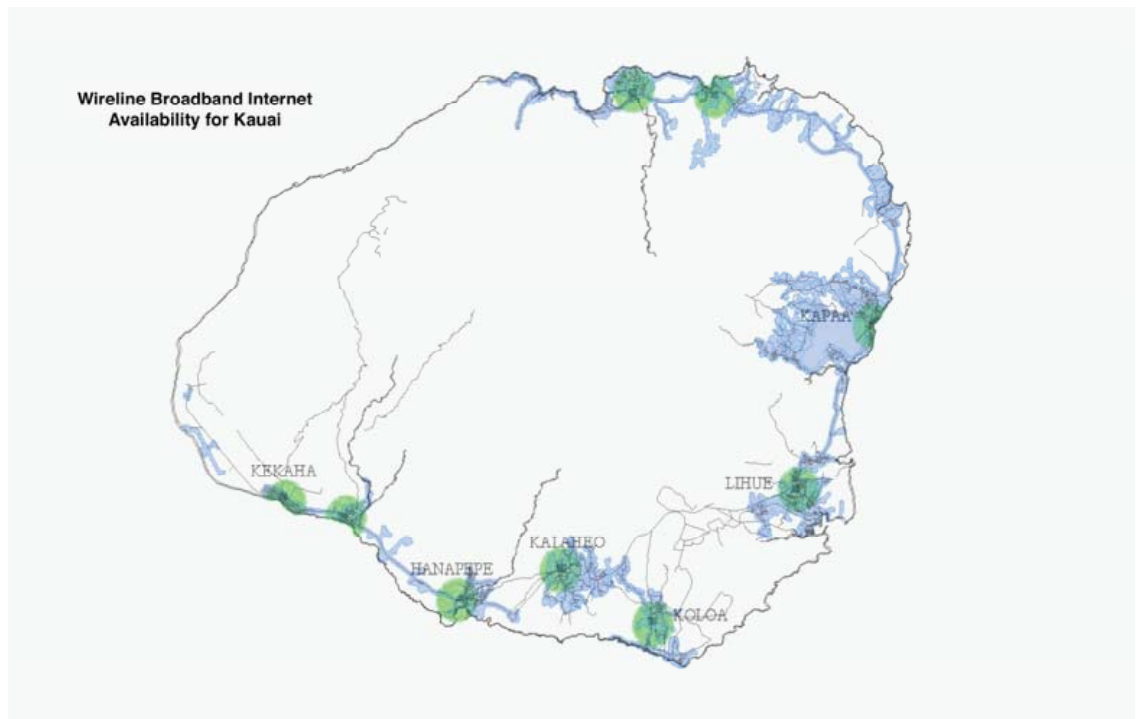 Wireline Broadband Internet
Availability for Kauai
KAPAA
KEKAHA
LIHUE
KALAHEO
HANAPEPE
KOLOA